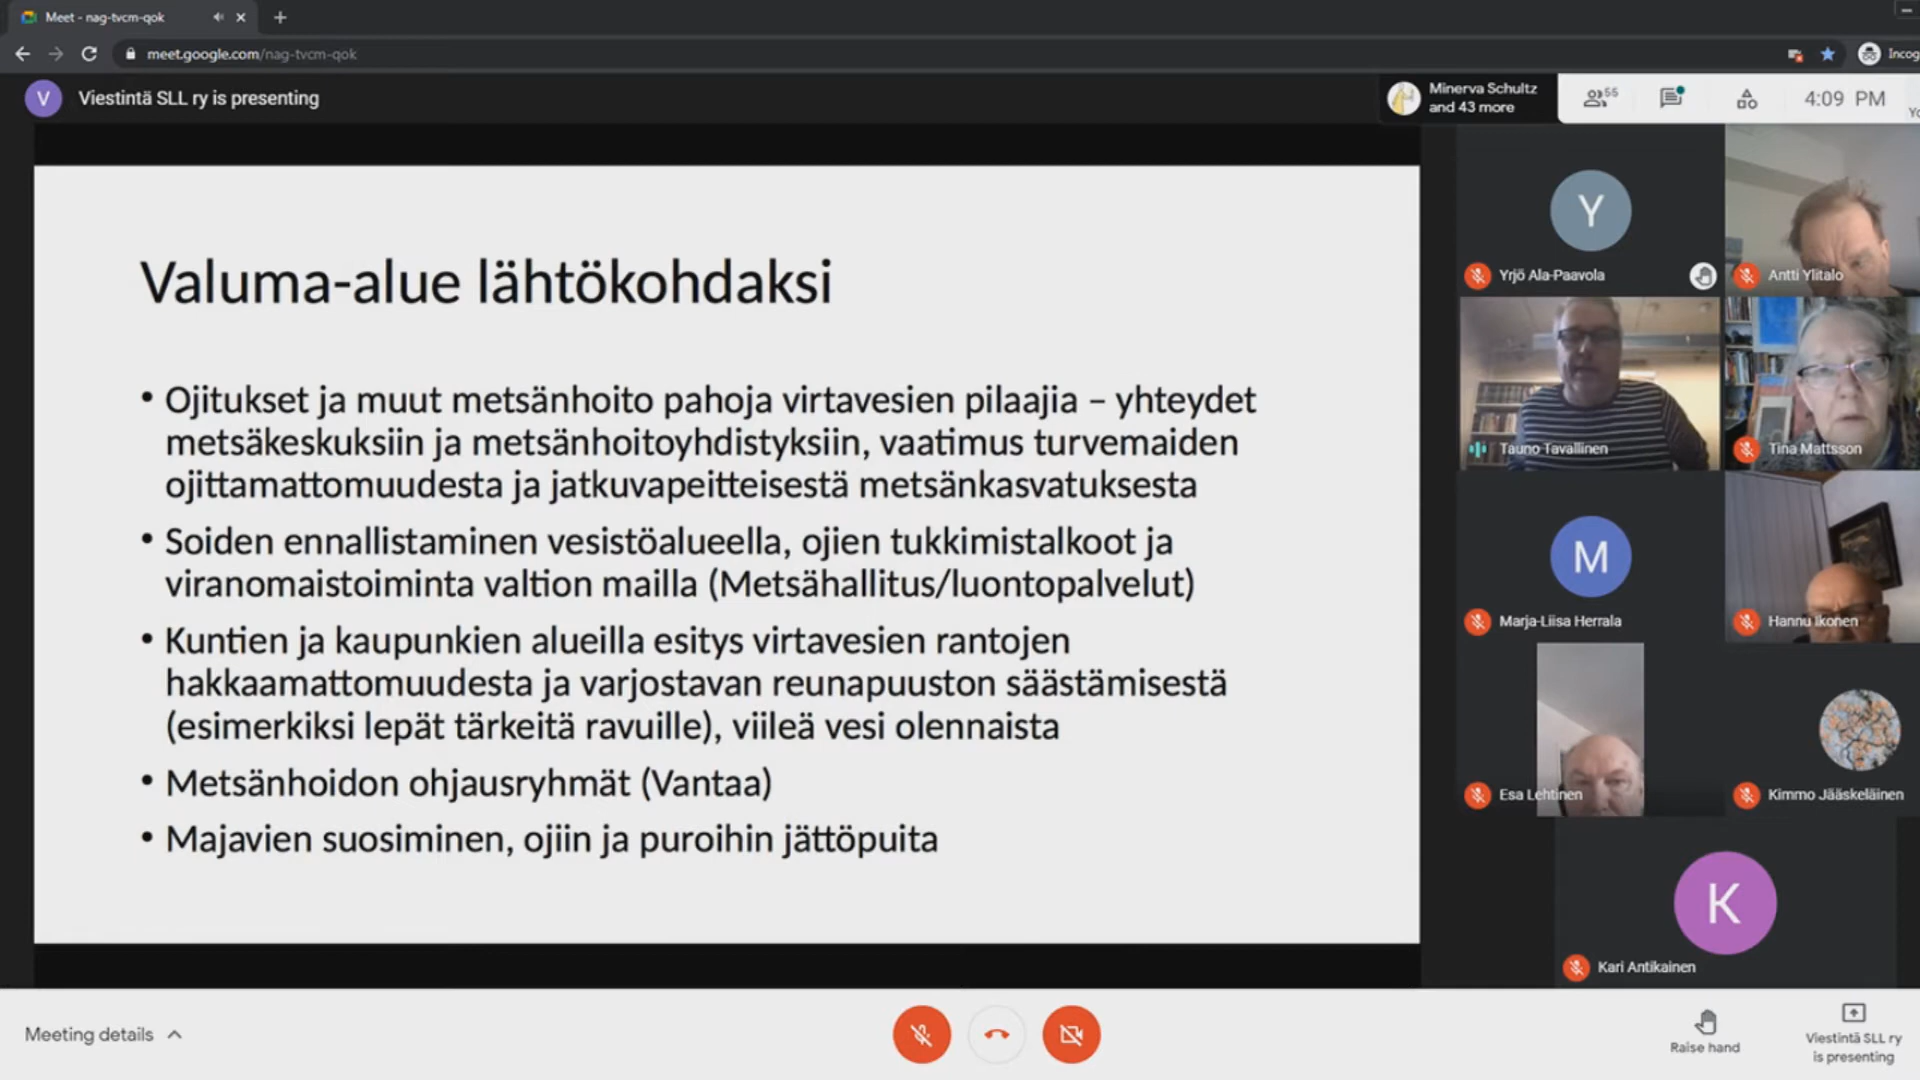 Meet - nag-tvcm-qok
meet.google.com/nag-tvcm-qok
Incog
V
Viestintä SLL ry is presenting
Minerva Schultz
and 43 more
55
4:09 PM
Yo
Valuma-alue lähtökohdaksi
• Ojitukset ja muut metsänhoito pahoja virtavesien pilaajia – yhteydet
metsäkeskuksiin ja metsänhoitoyhdistyksiin, vaatimus turvemaiden
ojittamattomuudesta ja jatkuvapeitteisestä metsänkasvatuksesta
• Soiden ennallistaminen vesistöalueella, ojien tukkimistalkoot ja
viranomaistoiminta valtion mailla (Metsähallitus/luontopalvelut)
• Kuntien ja kaupunkien alueilla esitys virtavesien rantojen
hakkaamattomuudesta ja varjostavan reunapuuston säästämisestä
(esimerkiksi lepät tärkeitä ravuille), viileä vesi olennaista
• Metsänhoidon ohjausryhmät (Vantaa)
• Majavien suosiminen, ojiin ja puroihin jättöpuita
Y
Yrjö Ala-Paavola
Antti Ylitalo
Tauno Tavallinen
Tina Mattsson
M
Marja-Liisa Herrala
Hannu Ikonen
Esa Lehtinen
Kimmo Jääskeläinen
K
Kari Antikainen
Meeting details
Raise hand
Viestintä SLL ry
is presenting